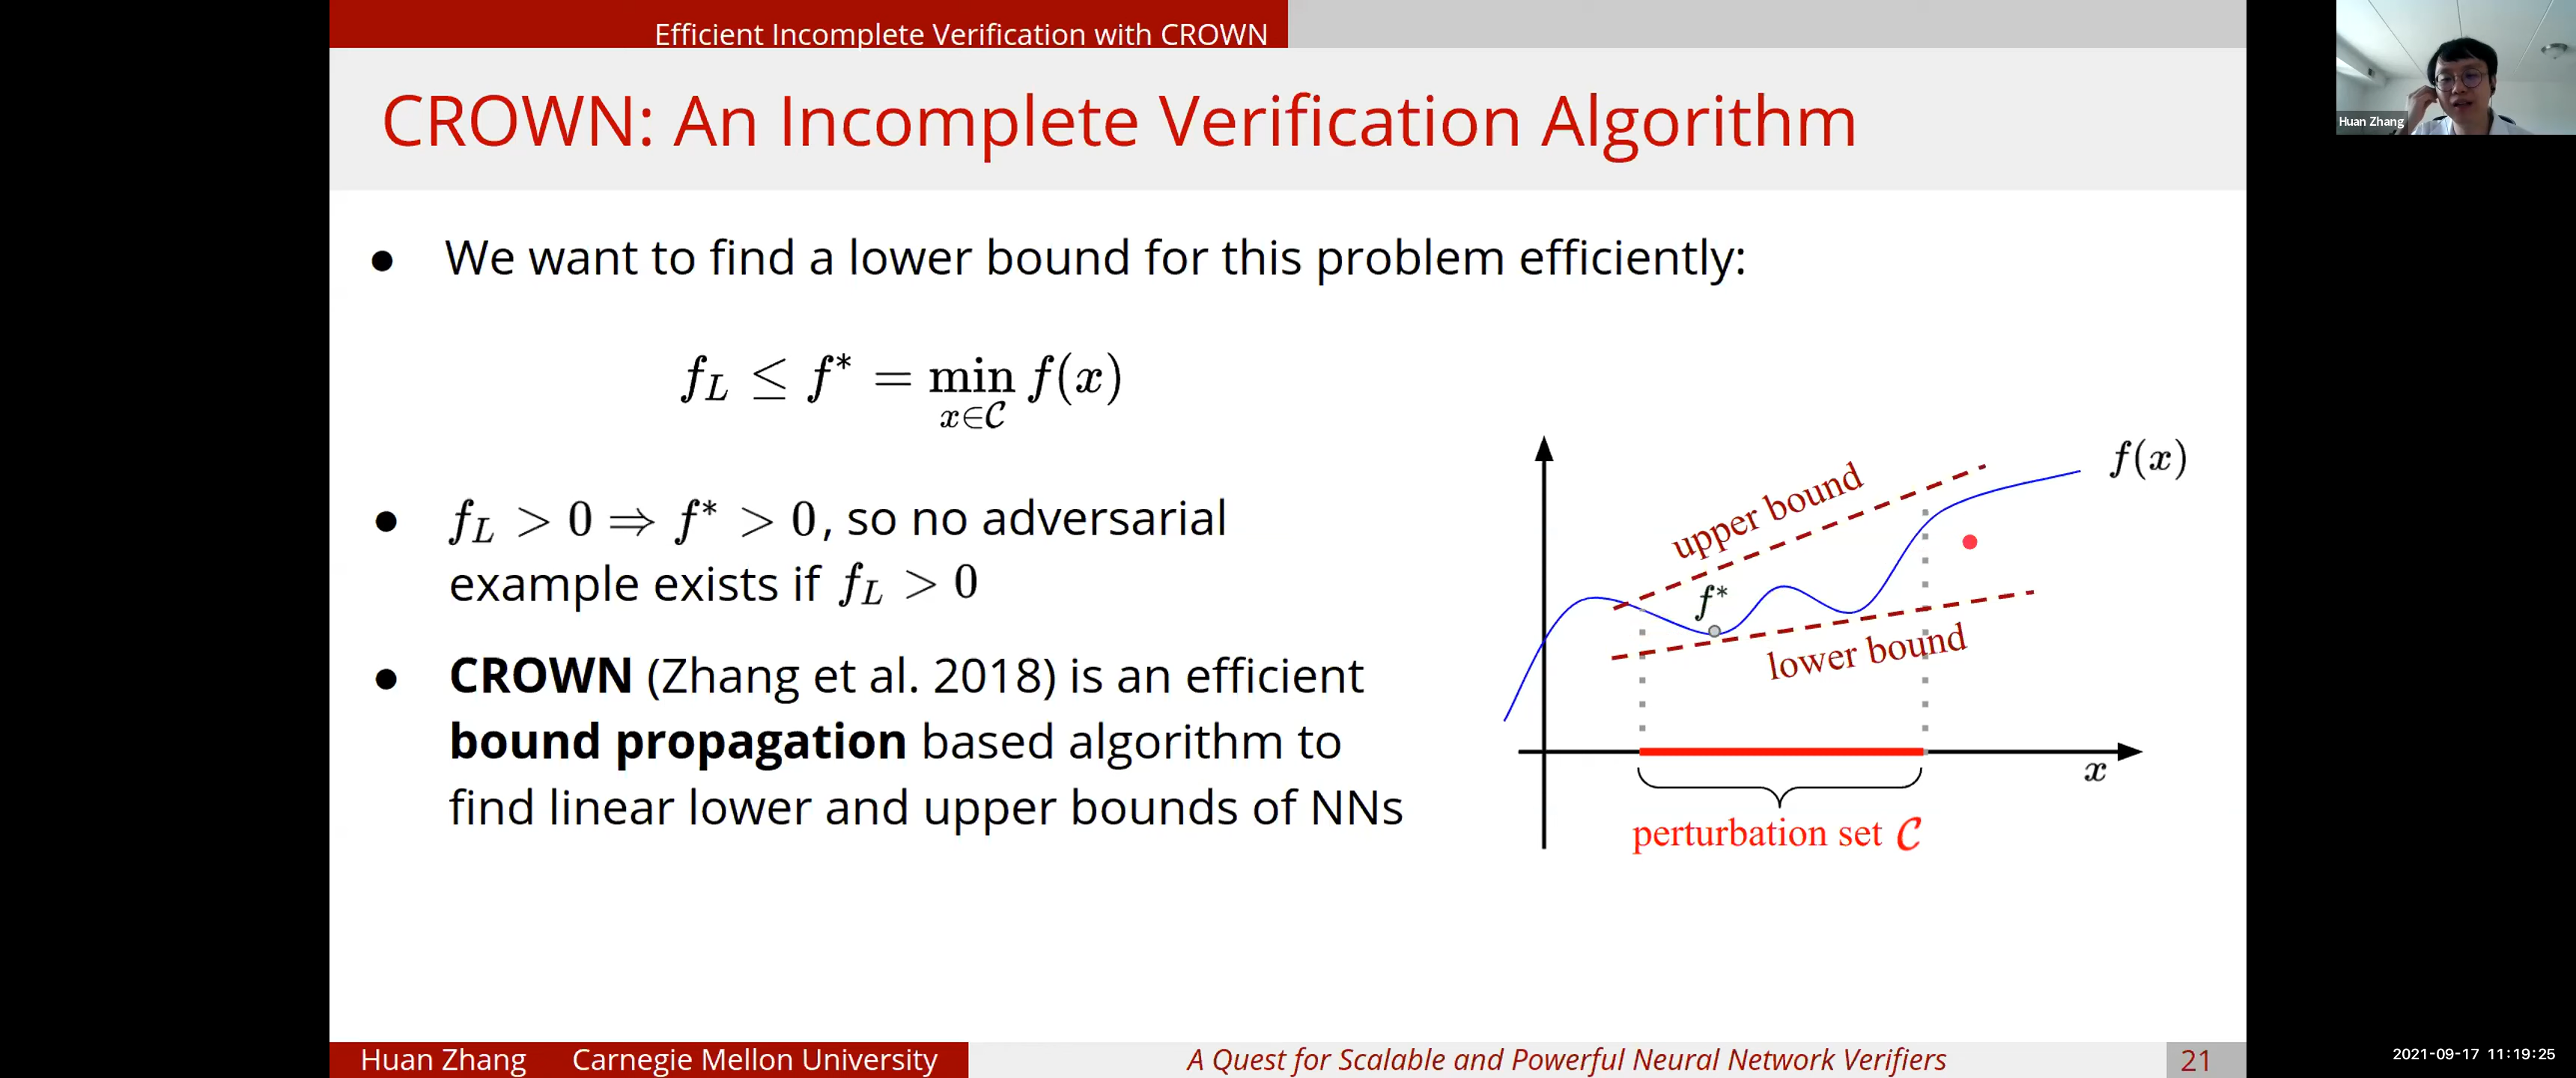 Efficient Incomplete Verification with CROWN
CROWN: An Incomplete Verification Algorithm
Huan Zhang
● We want to find a lower bound for this problem efficiently:
f_L ≤ f* = min f(x)
x∈𝒞
● f_L > 0 ⇒ f* > 0, so no adversarial
example exists if f_L > 0
● CROWN (Zhang et al. 2018) is an efficient
bound propagation based algorithm to
find linear lower and upper bounds of NNs
f(x)
upper bound
f*
lower bound
x
perturbation set 𝒞
Huan Zhang Carnegie Mellon University
A Quest for Scalable and Powerful Neural Network Verifiers
21
2021-09-17 11:19:25